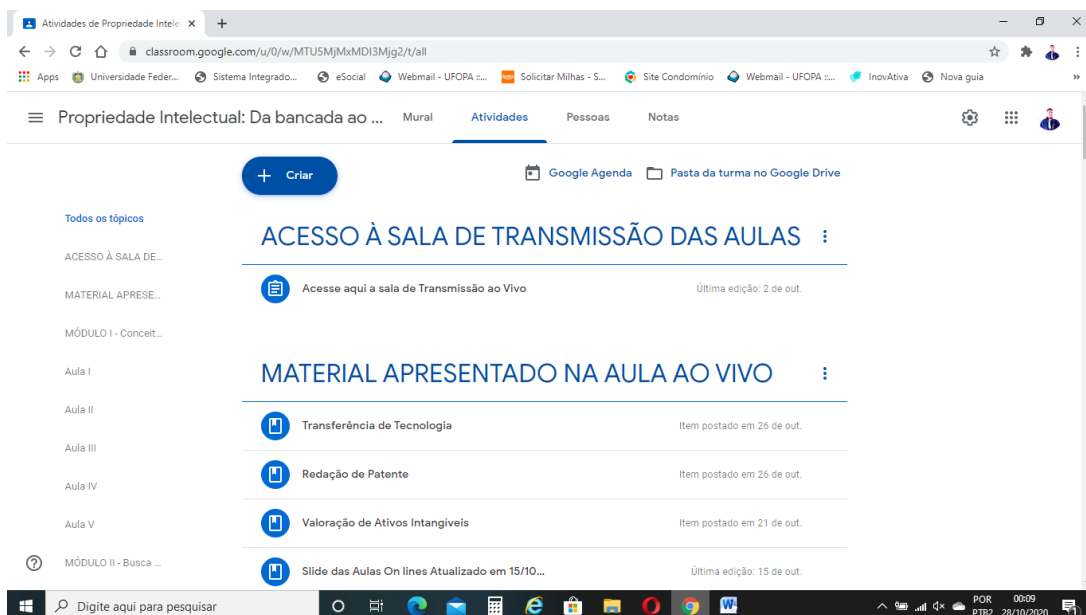 Atividades de Propriedade Intele
classroom.google.com/u/0/w/MTU5MjMxMDI3Mjg2/t/all
Apps Universidade Feder... Sistema Integrado... eSocial Webmail - UFOPA ::... Solicitar Milhas - S... Site Condomínio Webmail - UFOPA ::... InovAtiva Nova guia »
Propriedade Intelectual: Da bancada ao ... Mural Atividades Pessoas Notas
+ Criar Google Agenda Pasta da turma no Google Drive
Todos os tópicos
ACESSO À SALA DE...
MATERIAL APRESE...
MÓDULO I - Conceit...
Aula I
Aula II
Aula III
Aula IV
Aula V
MÓDULO II - Busca ...
ACESSO À SALA DE TRANSMISSÃO DAS AULAS
Acesse aqui a sala de Transmissão ao Vivo Última edição: 2 de out.
MATERIAL APRESENTADO NA AULA AO VIVO
Transferência de Tecnologia Item postado em 26 de out.
Redação de Patente Item postado em 26 de out.
Valoração de Ativos Intangíveis Item postado em 21 de out.
Slide das Aulas On lines Atualizado em 15/10... Última edição: 15 de out.
Digite aqui para pesquisar
POR 00:09
PTB2 28/10/2020